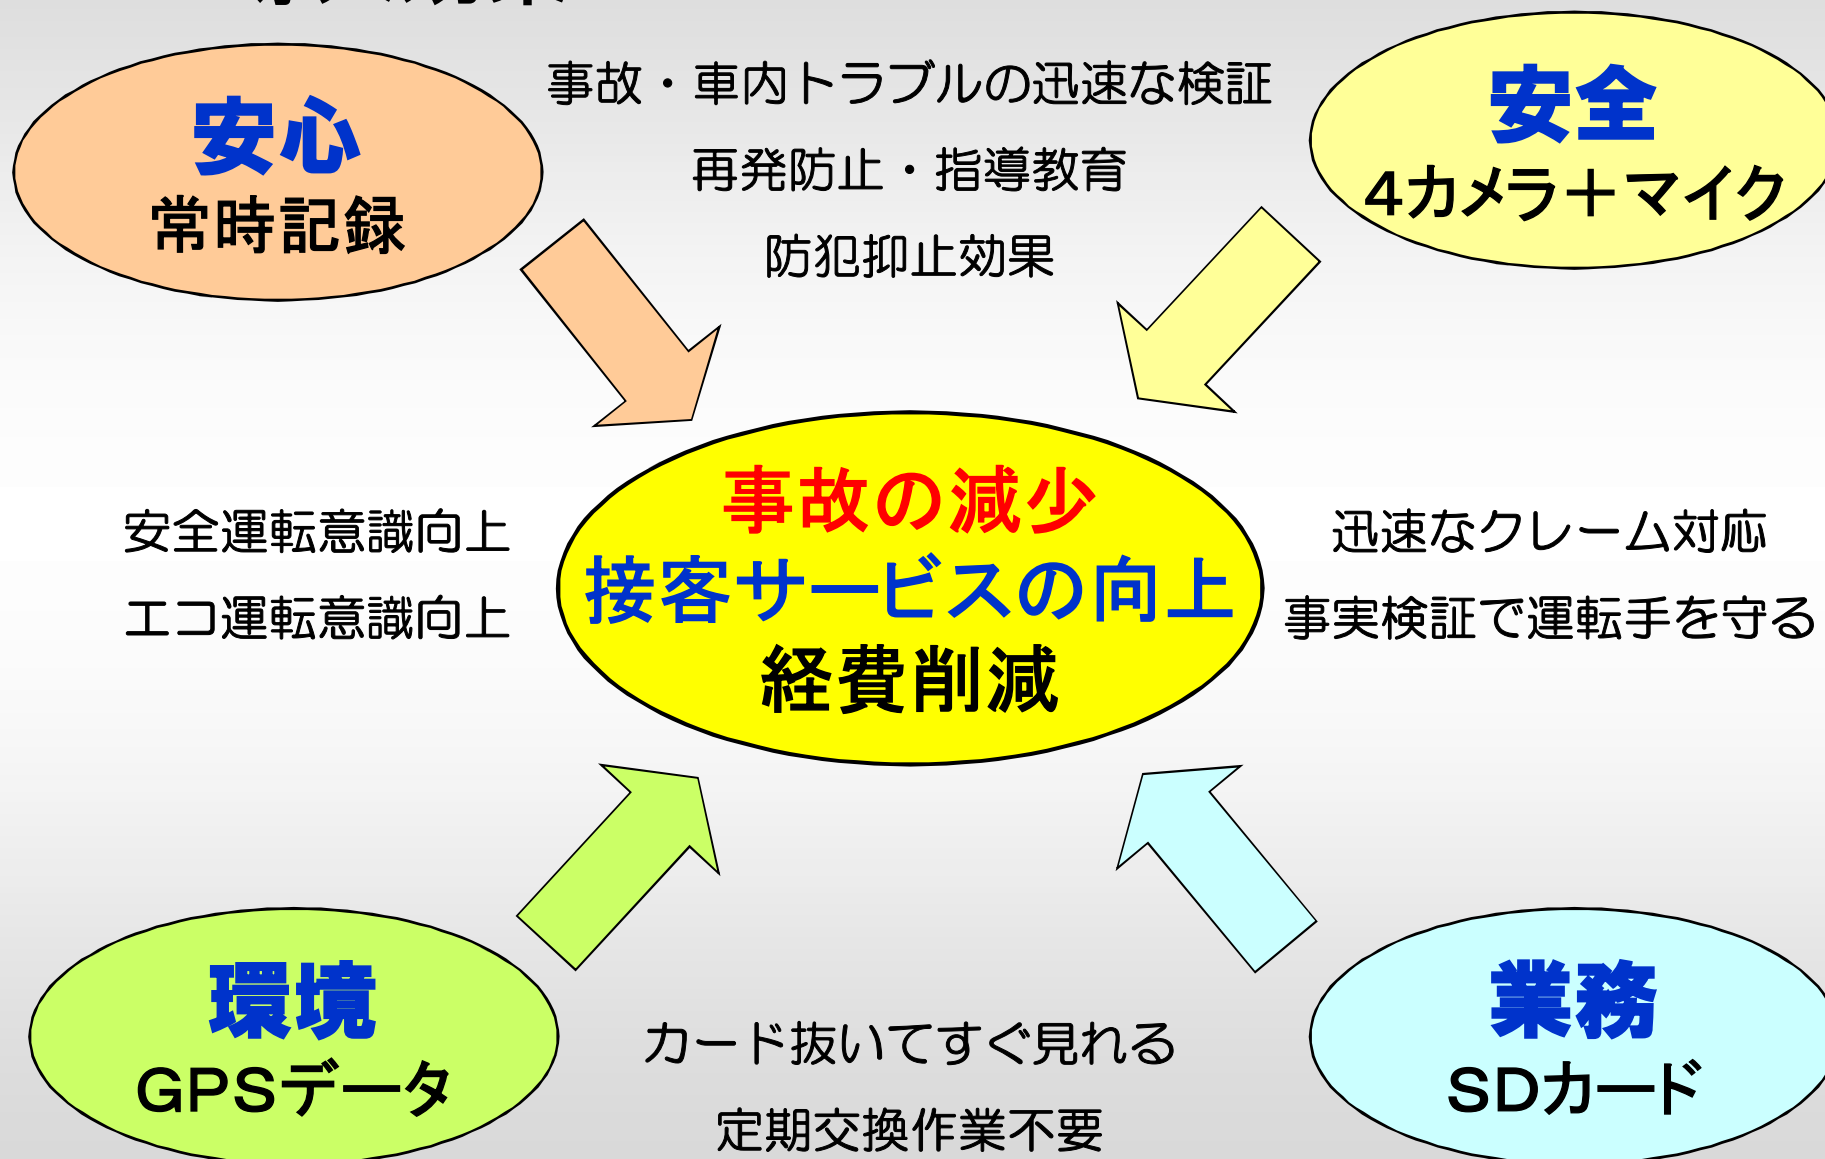 安心
常時記録
事故・車内トラブルの迅速な検証
再発防止・指導教育
防犯抑止効果
安全
4カメラ＋マイク
安全運転意識向上
エコ運転意識向上
事故の減少
接客サービスの向上
経費削減
迅速なクレーム対応
事実検証で運転手を守る
環境
GPSデータ
カード抜いてすぐ見れる
定期交換作業不要
業務
SDカード